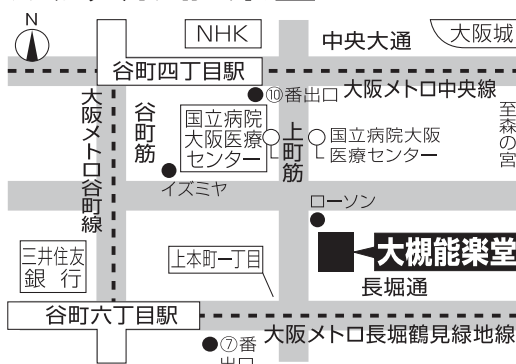 N
NHK
中央大通
大阪城
谷町四丁目駅
⑩番出口
大阪メトロ中央線
大阪メトロ谷町線
谷町筋
国立病院
大阪医療
センター
上町筋
国立病院大阪
医療センター
至森の宮
イズミヤ
ローソン
三井住友
銀行
上本町一丁目
大槻能楽堂
長堀通
谷町六丁目駅
大阪メトロ長堀鶴見緑地線
⑦番
出口